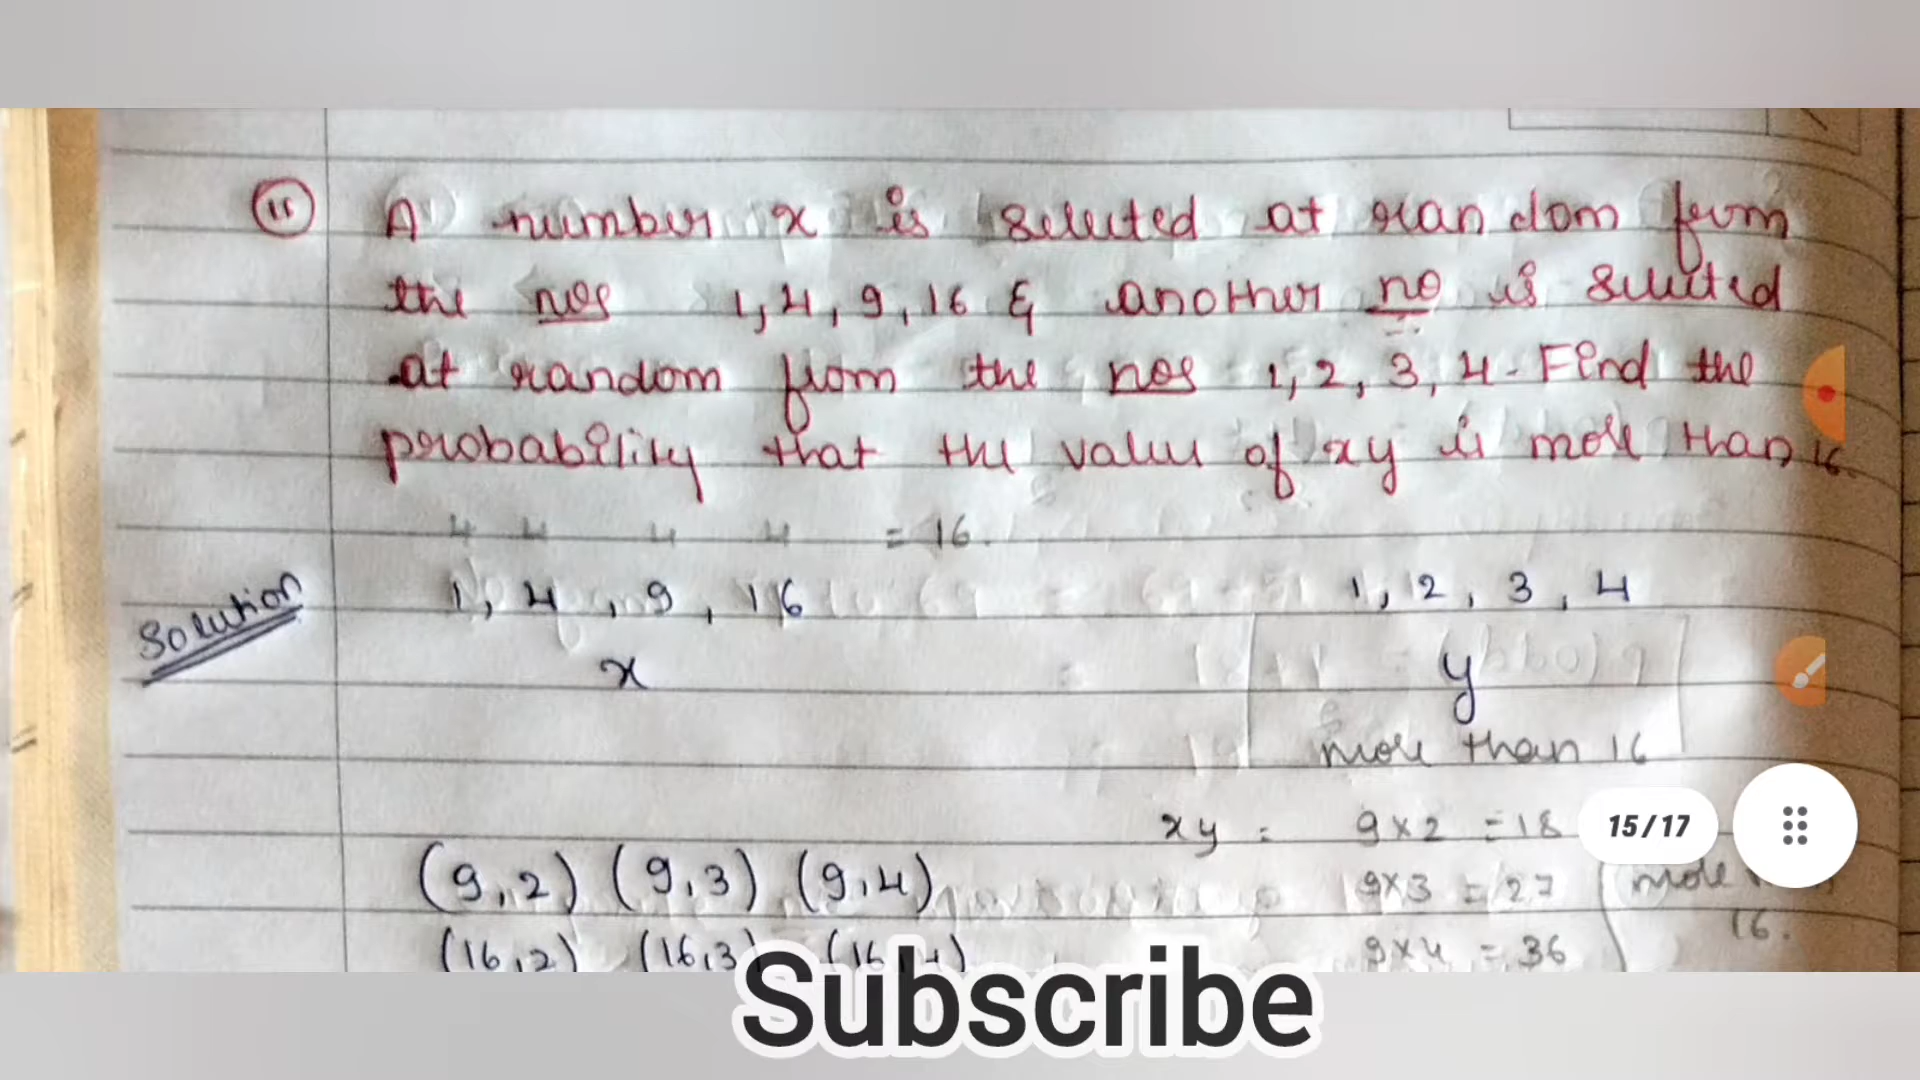 (15) A number x is selected at random from
the nos 1, 4, 9, 16 & another no is selected
at random from the nos 1, 2, 3, 4. Find the
probability that the value of xy is more than 16.
4 4 4 4 = 16.
Solution 1, 4, 9, 16 1, 2, 3, 4
x y
more than 16
xy = 9×2 = 18
15/17
(9,2) (9,3) (9,4) 9×3 = 27 more
16.
(16,2) (16,3) (16,4) 9×4 = 36
Subscribe